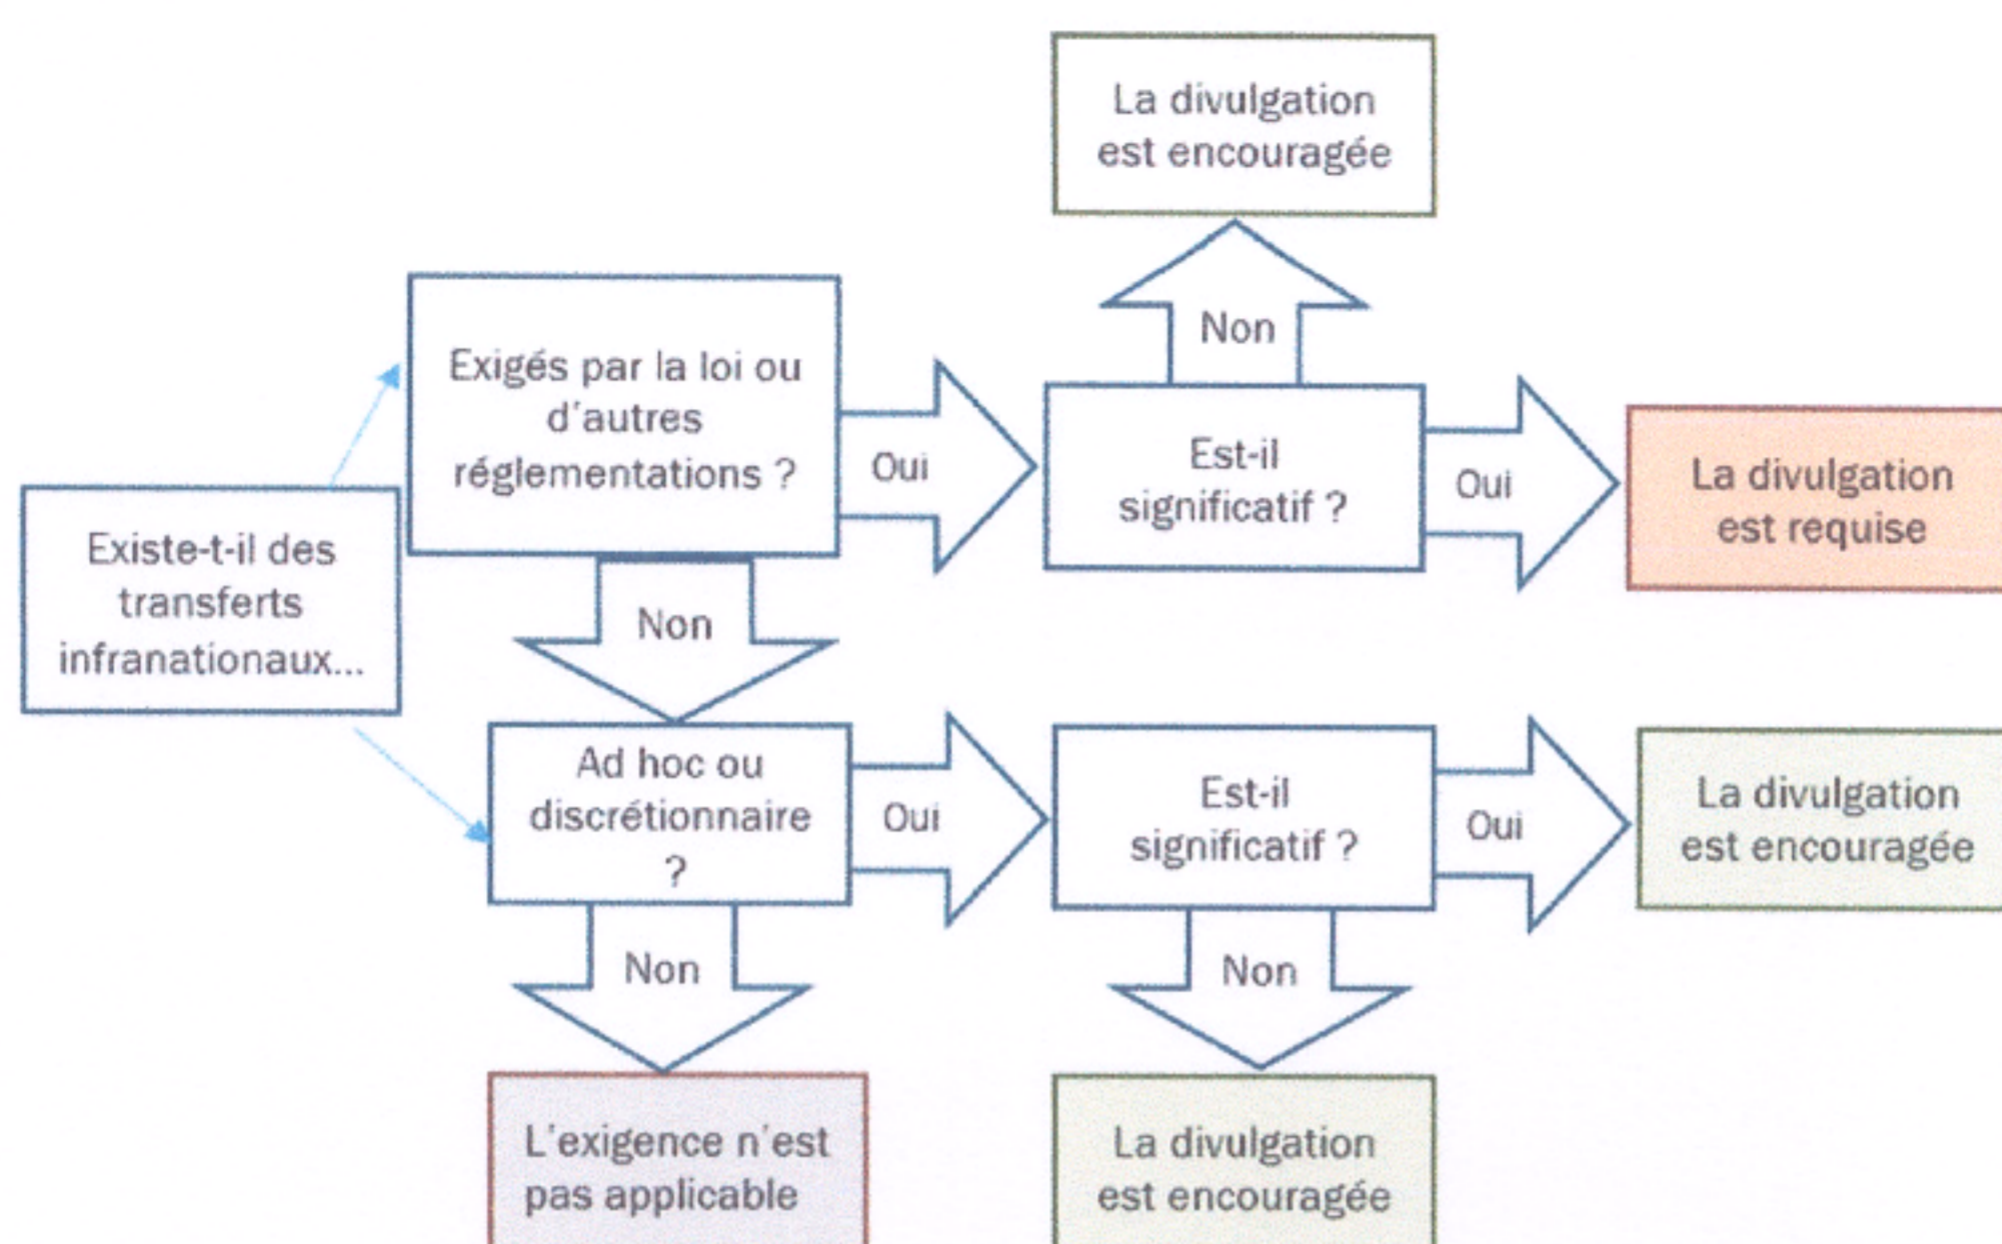 La divulgation
est encouragée
Non
Exigés par la loi ou
d'autres
réglementations ?
Oui
Est-il
significatif ?
Oui
La divulgation
est requise
Existe-t-il des
transferts
infranationaux...
Non
Ad hoc ou
discrétionnaire
?
Oui
Est-il
significatif ?
Oui
La divulgation
est encouragée
Non
Non
L'exigence n'est
pas applicable
La divulgation
est encouragée